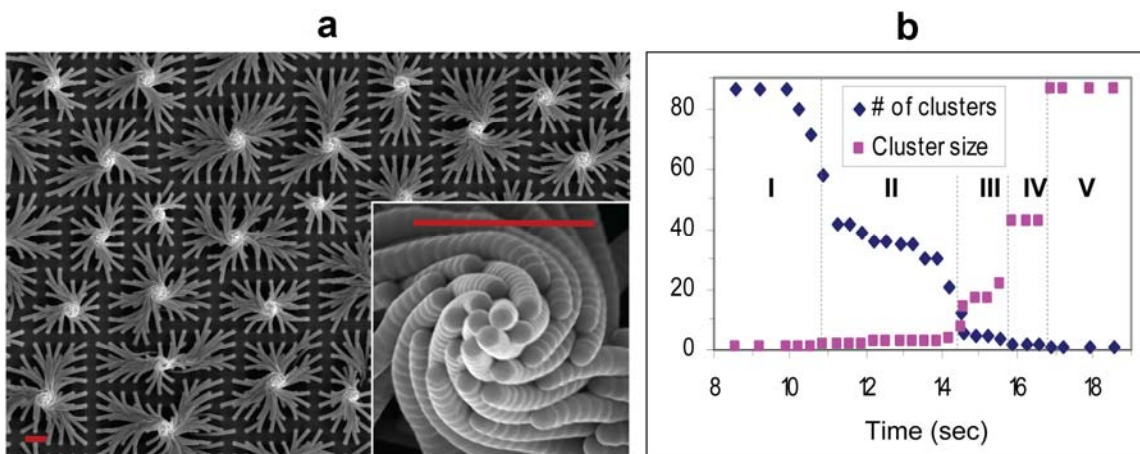 a
b
80
60
40
20
0
# of clusters
Cluster size
I
II
III
IV
V
8
10
12
14
16
18
Time (sec)